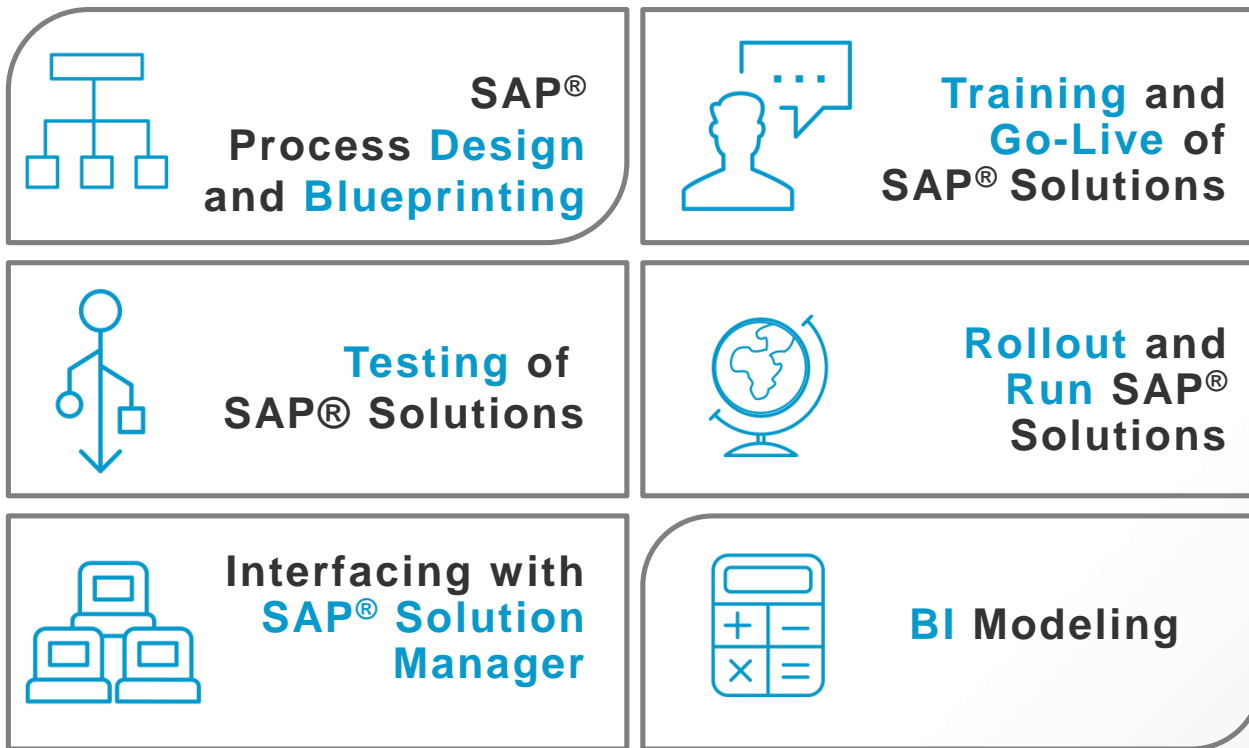 SAP®
Process Design
and Blueprinting
Training and
Go-Live of
SAP® Solutions
Testing of
SAP® Solutions
Rollout and
Run SAP®
Solutions
Interfacing with
SAP® Solution
Manager
BI Modeling